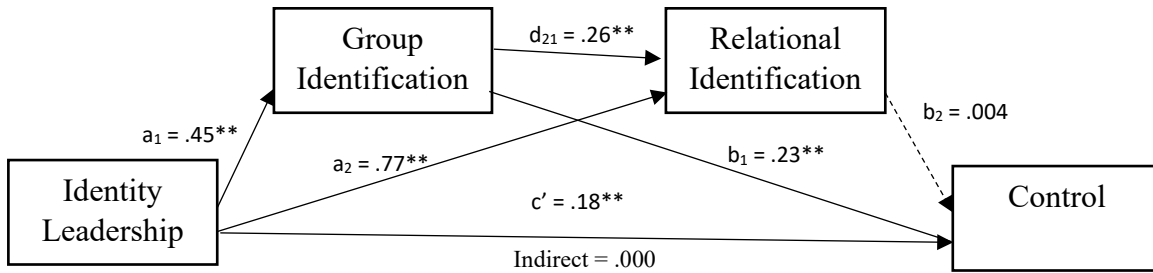 Group
Identification
d21 = .26**
Relational
Identification
a1 = .45**
a2 = .77**
b1 = .23**
b2 = .004
Identity
Leadership
c’ = .18**
Control
Indirect = .000